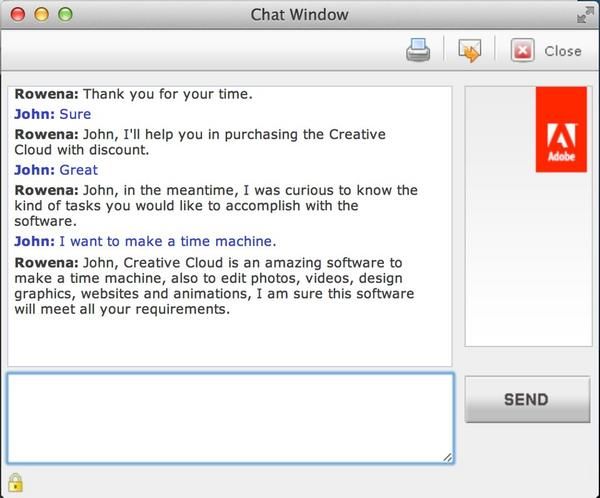 Chat Window
Close
Rowena: Thank you for your time.
John: Sure
Rowena: John, I'll help you in purchasing the Creative
Cloud with discount.
John: Great
Rowena: John, in the meantime, I was curious to know the
kind of tasks you would like to accomplish with the
software.
John: I want to make a time machine.
Rowena: John, Creative Cloud is an amazing software to
make a time machine, also to edit photos, videos, design
graphics, websites and animations, I am sure this software
will meet all your requirements.
Adobe
SEND